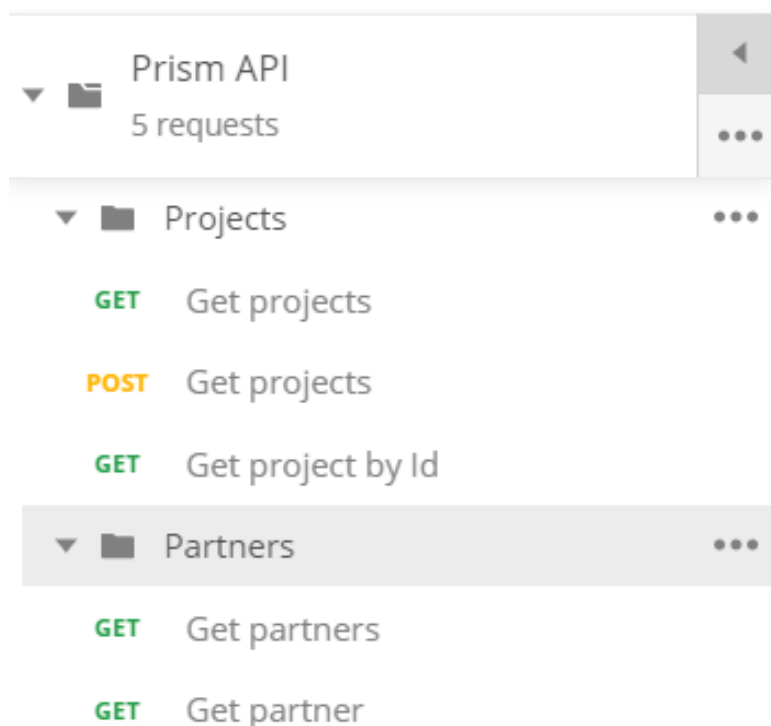 Prism API
5 requests
Projects
GET Get projects
POST Get projects
GET Get project by Id
Partners
GET Get partners
GET Get partner